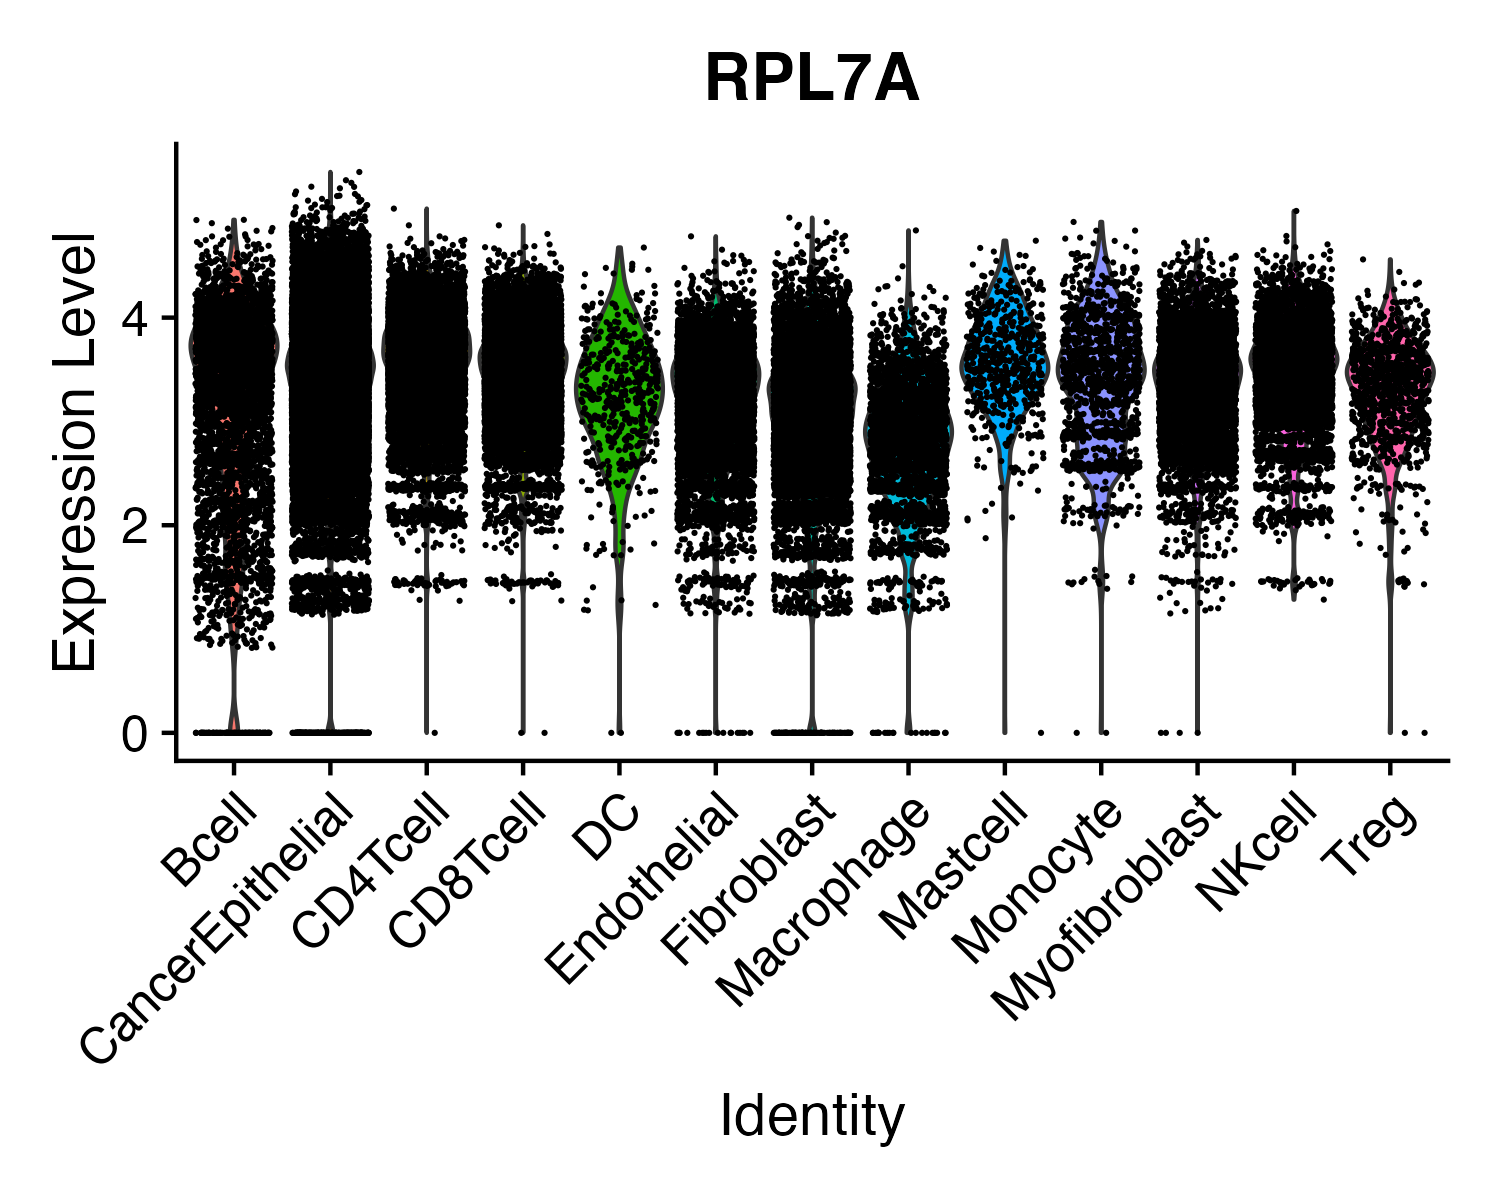 RPL7A
Expression Level
4
2
0
Bcell
CancerEpithelial
CD4Tcell
CD8Tcell
DC
Endothelial
Fibroblast
Macrophage
Mastcell
Monocyte
Myofibroblast
NKcell
Treg
Identity